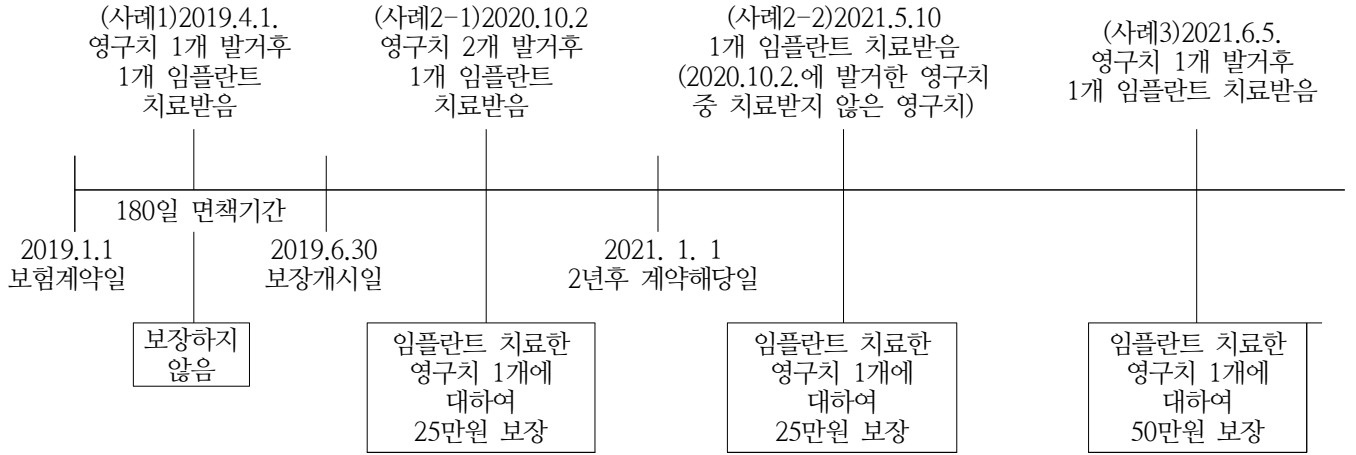 (사례1)2019.4.1.
영구치 1개 발거후
1개 임플란트
치료받음
(사례2-1)2020.10.2
영구치 2개 발거후
1개 임플란트
치료받음
(사례2-2)2021.5.10
1개 임플란트 치료받음
(2020.10.2.에 발거한 영구치
중 치료받지 않은 영구치)
(사례3)2021.6.5.
영구치 1개 발거후
1개 임플란트 치료받음
180일 면책기간
2019.1.1
보험계약일
2019.6.30
보장개시일
2021. 1. 1
2년후 계약해당일
보장하지
않음
임플란트 치료한
영구치 1개에
대하여
25만원 보장
임플란트 치료한
영구치 1개에
대하여
25만원 보장
임플란트 치료한
영구치 1개에
대하여
50만원 보장